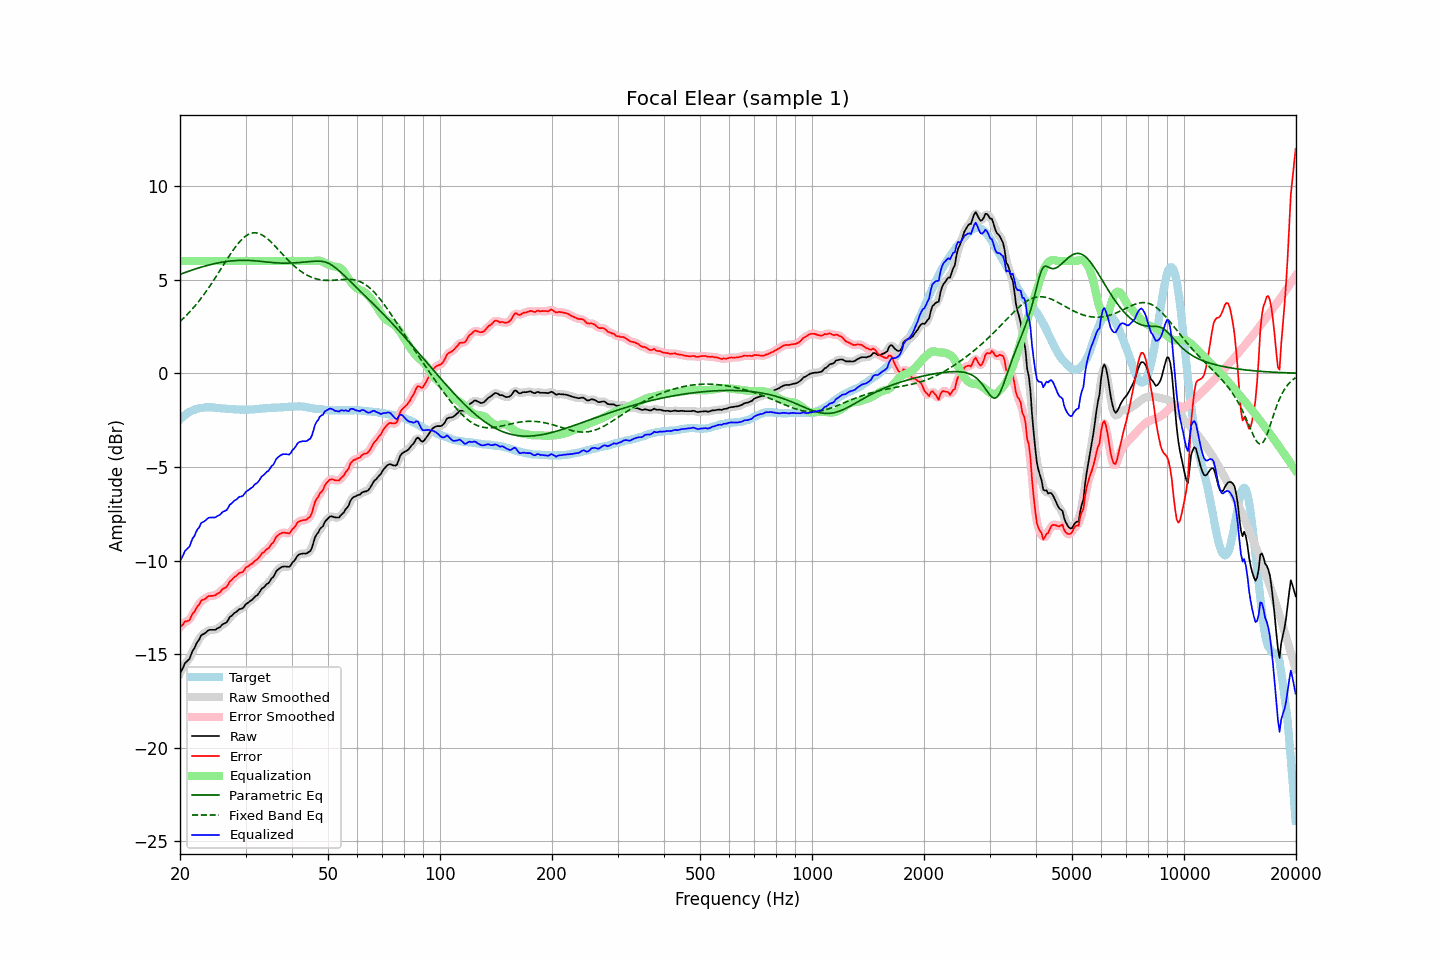 Focal Elear (sample 1)
Amplitude (dBr)
10
5
0
−5
−10
−15
−20
−25
Target
Raw Smoothed
Error Smoothed
Raw
Error
Equalization
Parametric Eq
Fixed Band Eq
Equalized
20 50 100 200 500 1000 2000 5000 10000 20000
Frequency (Hz)